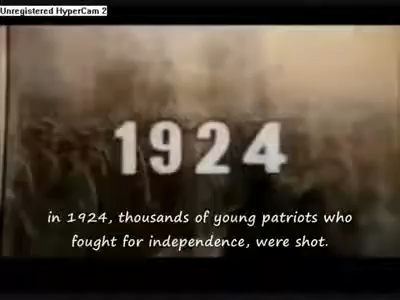 Unregistered HyperCam 2
1924
in 1924, thousands of young patriots who
fought for independence, were shot.